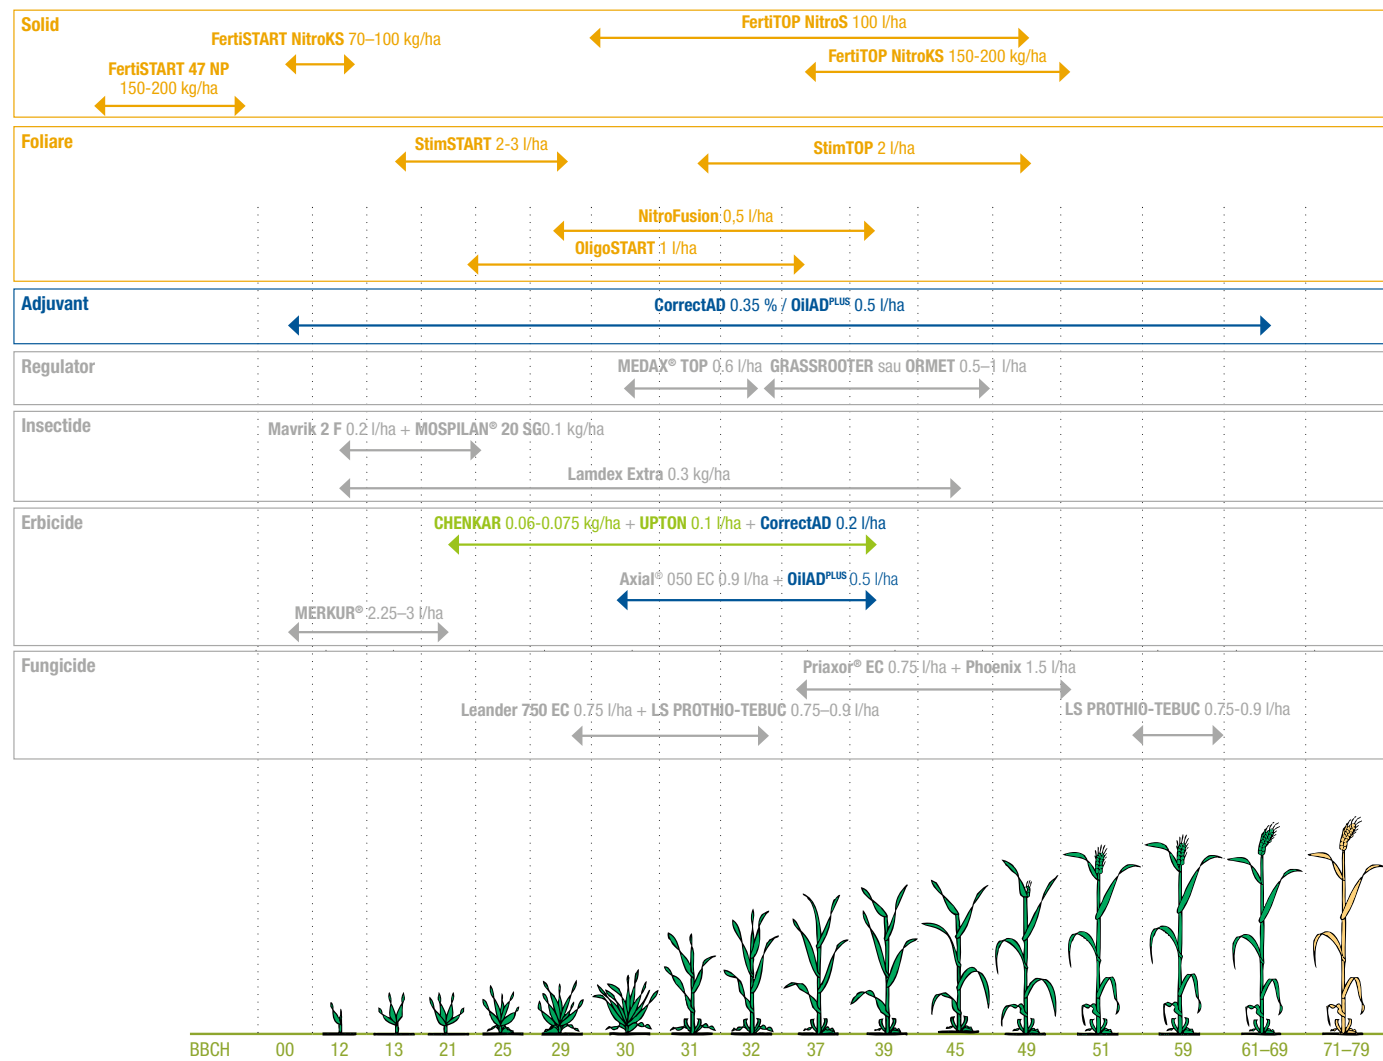 Solid
FertiTOP NitroS 100 l/ha
FertiSTART NitroKS 70–100 kg/ha
FertiTOP NitroKS 150-200 kg/ha
FertiSTART 47 NP
150-200 kg/ha
Foliare
StimSTART 2-3 l/ha
StimTOP 2 l/ha
NitroFusion 0,5 l/ha
OligoSTART 1 l/ha
Adjuvant
CorrectAD 0.35 % / OilADPLUS 0.5 l/ha
Regulator
MEDAX® TOP 0.6 l/ha GRASSROOTER sau ORMET 0.5–1 l/ha
Insectide
Mavrik 2 F 0.2 l/ha + MOSPILAN® 20 SG0.1 kg/ha
Lamdex Extra 0.3 kg/ha
Erbicide
CHENKAR 0.06-0.075 kg/ha + UPTON 0.1 l/ha + CorrectAD 0.2 l/ha
Axial® 050 EC 0.9 l/ha + OilADPLUS 0.5 l/ha
MERKUR® 2.25–3 l/ha
Fungicide
Priaxor® EC 0.75 l/ha + Phoenix 1.5 l/ha
Leander 750 EC 0.75 l/ha + LS PROTHIO-TEBUC 0.75–0.9 l/ha
LS PROTHIO-TEBUC 0.75-0.9 l/ha
BBCH 00 12 13 21 25 29 30 31 32 37 39 45 49 51 59 61–69 71–79